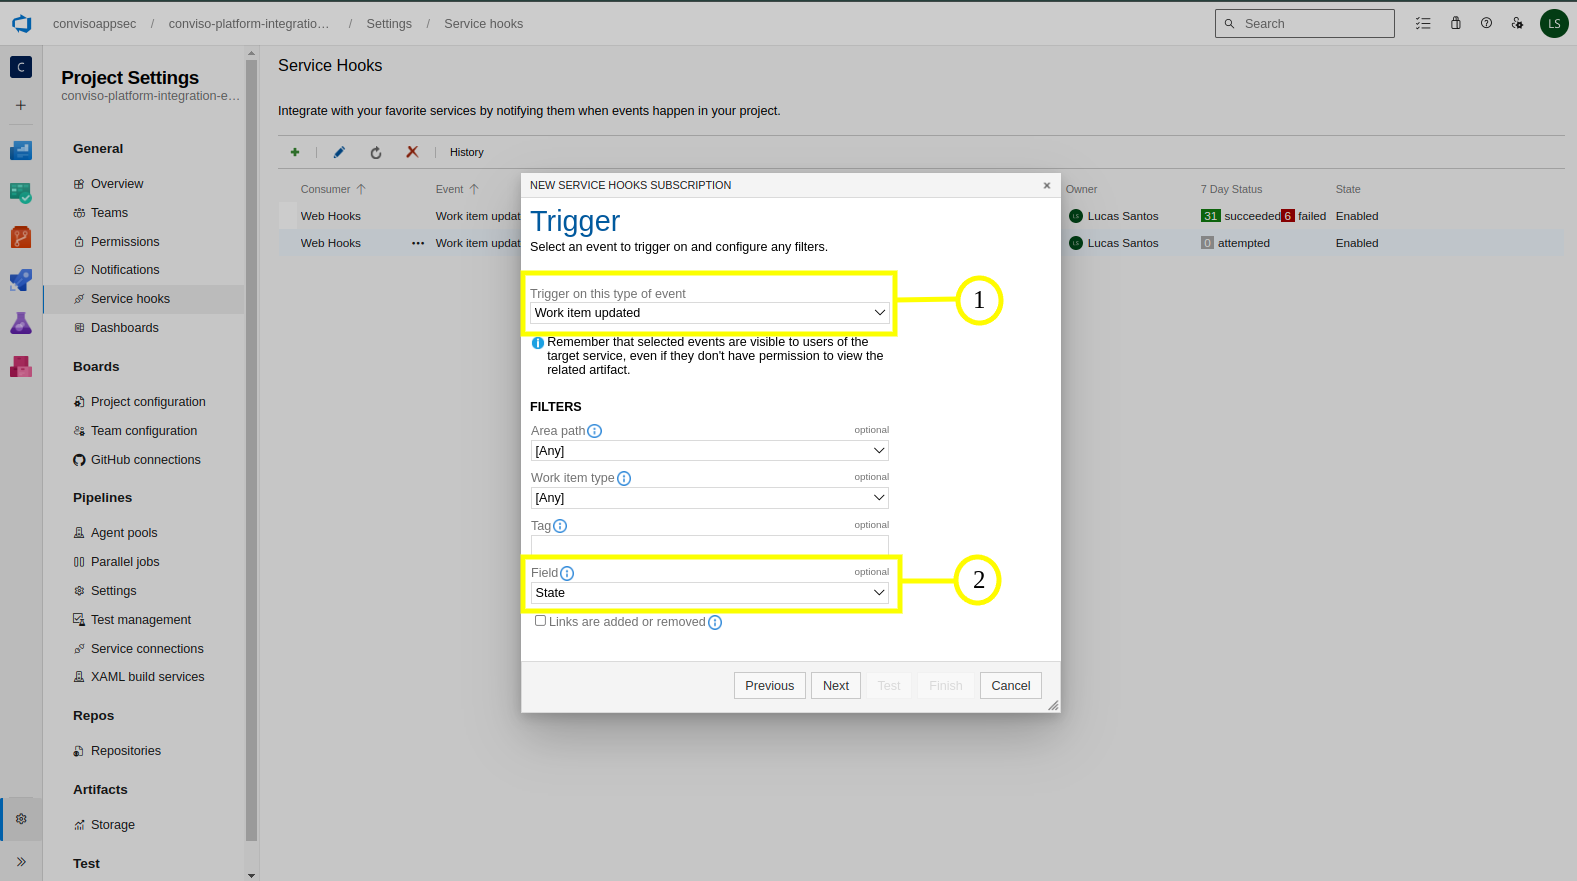 convisoappsec / conviso-platform-integratio... / Settings / Service hooks
Search
LS
C
Project Settings
conviso-platform-integration-e...
General
Overview
Teams
Permissions
Notifications
Service hooks
Dashboards
Boards
Project configuration
Team configuration
GitHub connections
Pipelines
Agent pools
Parallel jobs
Settings
Test management
Service connections
XAML build services
Repos
Repositories
Artifacts
Storage
Test
Service Hooks
Integrate with your favorite services by notifying them when events happen in your project.
History
Consumer Event Owner 7 Day Status State
Web Hooks Work item updat LS Lucas Santos 31 succeeded 6 failed Enabled
Web Hooks ... Work item updat LS Lucas Santos 0 attempted Enabled
NEW SERVICE HOOKS SUBSCRIPTION
Trigger
Select an event to trigger on and configure any filters.
Trigger on this type of event
Work item updated
1
Remember that selected events are visible to users of the
target service, even if they don't have permission to view the
related artifact.
FILTERS
Area path optional
[Any]
Work item type optional
[Any]
Tag optional
Field optional
State
2
Links are added or removed
Previous Next Test Finish Cancel